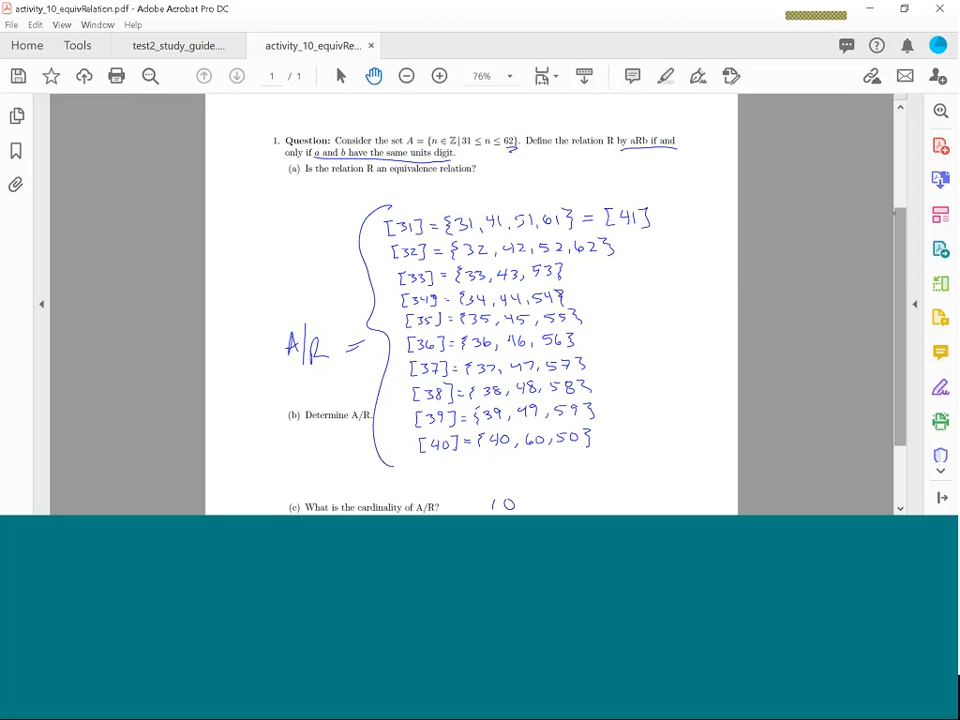 activity_10_equivRelation.pdf - Adobe Acrobat Pro DC
File Edit View Window Help
Home Tools test2_study_guide.... activity_10_equivRe... ×
1 / 1 76%
1. Question: Consider the set A = {n ∈ ℤ | 31 ≤ n ≤ 62}. Define the relation R by aRb if and
only if a and b have the same units digit.
(a) Is the relation R an equivalence relation?
[31] = {31, 41, 51, 61} = [41]
[32] = {32, 42, 52, 62}
[33] = {33, 43, 53}
[34] = {34, 44, 54}
[35] = {35, 45, 55}
[36] = {36, 46, 56}
A/R =
[37] = {37, 47, 57}
[38] = {38, 48, 58}
[39] = {39, 49, 59}
(b) Determine A/R.
[40] = {40, 60, 50}
(c) What is the cardinality of A/R? 10